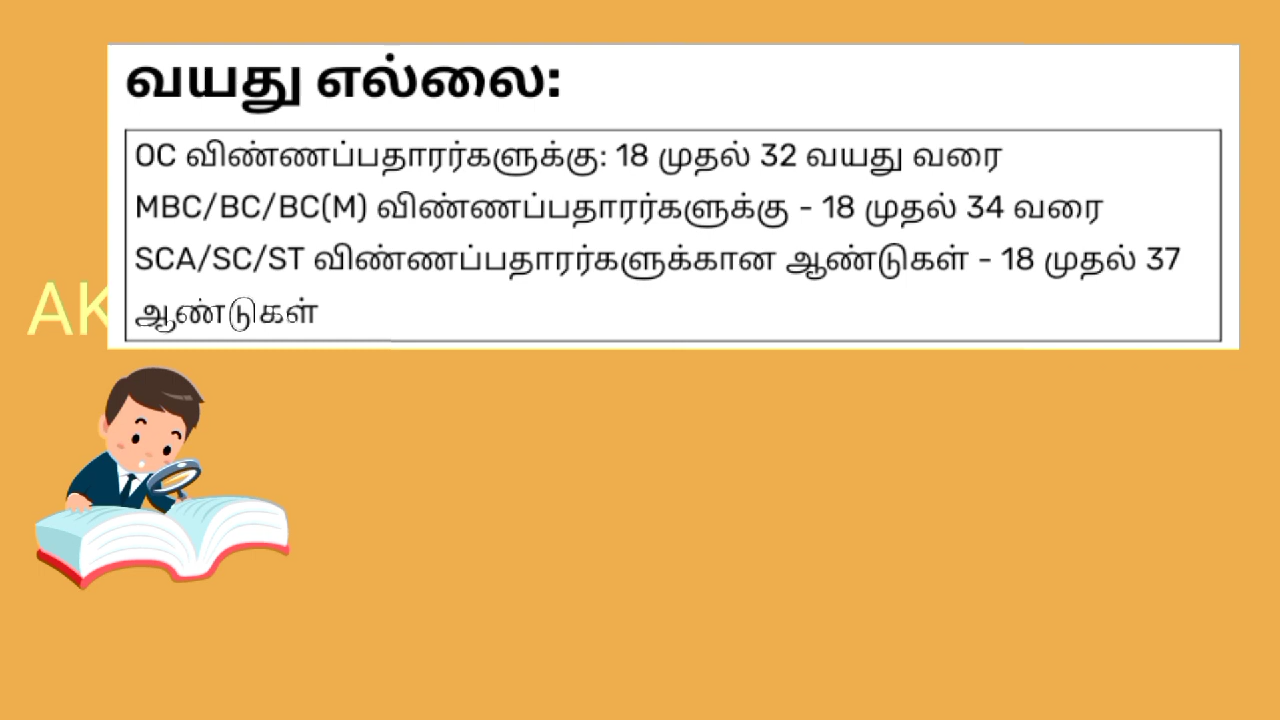 வயது எல்லை:
OC விண்ணப்பதாரர்களுக்கு: 18 முதல் 32 வயது வரை
MBC/BC/BC(M) விண்ணப்பதாரர்களுக்கு - 18 முதல் 34 வரை
SCA/SC/ST விண்ணப்பதாரர்களுக்கான ஆண்டுகள் - 18 முதல் 37
ஆண்டுகள்
AK